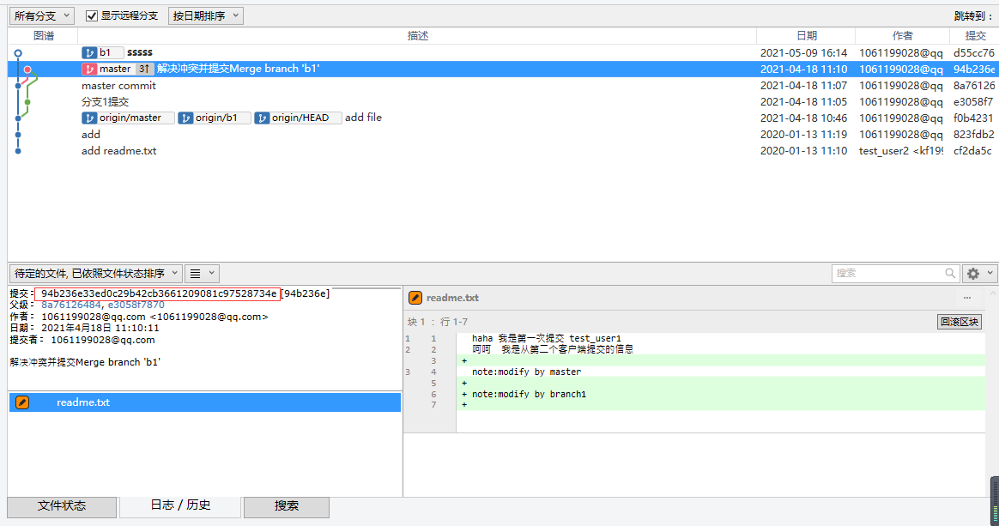 所有分支 显示远程分支 按日期排序 跳转到：
图谱 描述 日期 作者 提交
b1 sssss 2021-05-09 16:14 1061199028@qq d55cc76
master 3↑ 解决冲突并提交Merge branch 'b1' 2021-04-18 11:10 1061199028@qq 94b236e
master commit 2021-04-18 11:07 1061199028@qq 8a76126
分支1提交 2021-04-18 11:05 1061199028@qq e3058f7
origin/master origin/b1 origin/HEAD add file 2021-04-18 10:46 1061199028@qq f0b4231
add 2020-01-13 11:19 1061199028@qq 823fdb2
add readme.txt 2020-01-13 11:10 test_user2 <kf199 cf2da5c
待定的文件, 已依照文件状态排序 搜索
提交: 94b236e33ed0c29b42cb3661209081c97528734e [94b236e]
父级: 8a76126484, e3058f7870
作者: 1061199028@qq.com <1061199028@qq.com>
日期: 2021年4月18日 11:10:11
提交者: 1061199028@qq.com
解决冲突并提交Merge branch 'b1'
readme.txt
readme.txt ...
块 1 : 行 1-7 回滚区块
1 1 haha 我是第一次提交 test_user1
2 2 呵呵 我是从第二个客户端提交的信息
3 +
3 4 note:modify by master
5 +
6 + note:modify by branch1
7 +
文件状态 日志 / 历史 搜索